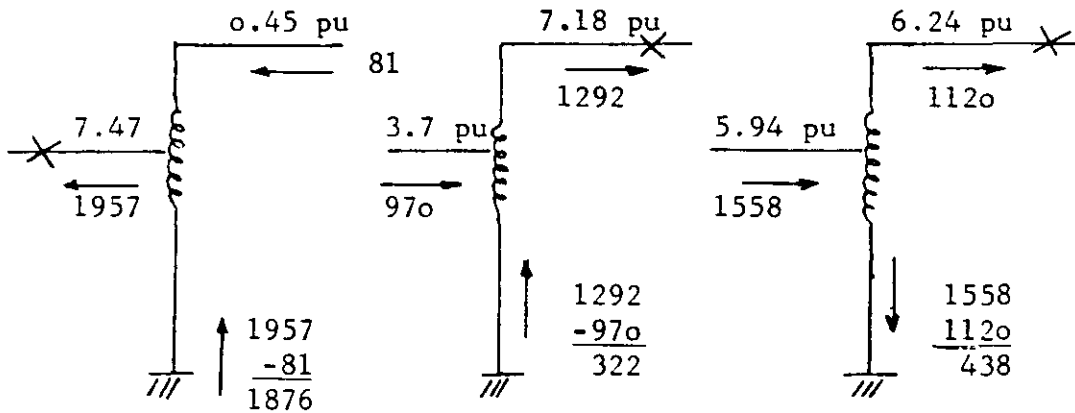 o.45 pu
81
7.47
1957
1957
-81
1876
7.18 pu
1292
3.7 pu
97o
1292
-97o
322
6.24 pu
112o
5.94 pu
1558
1558
112o
438